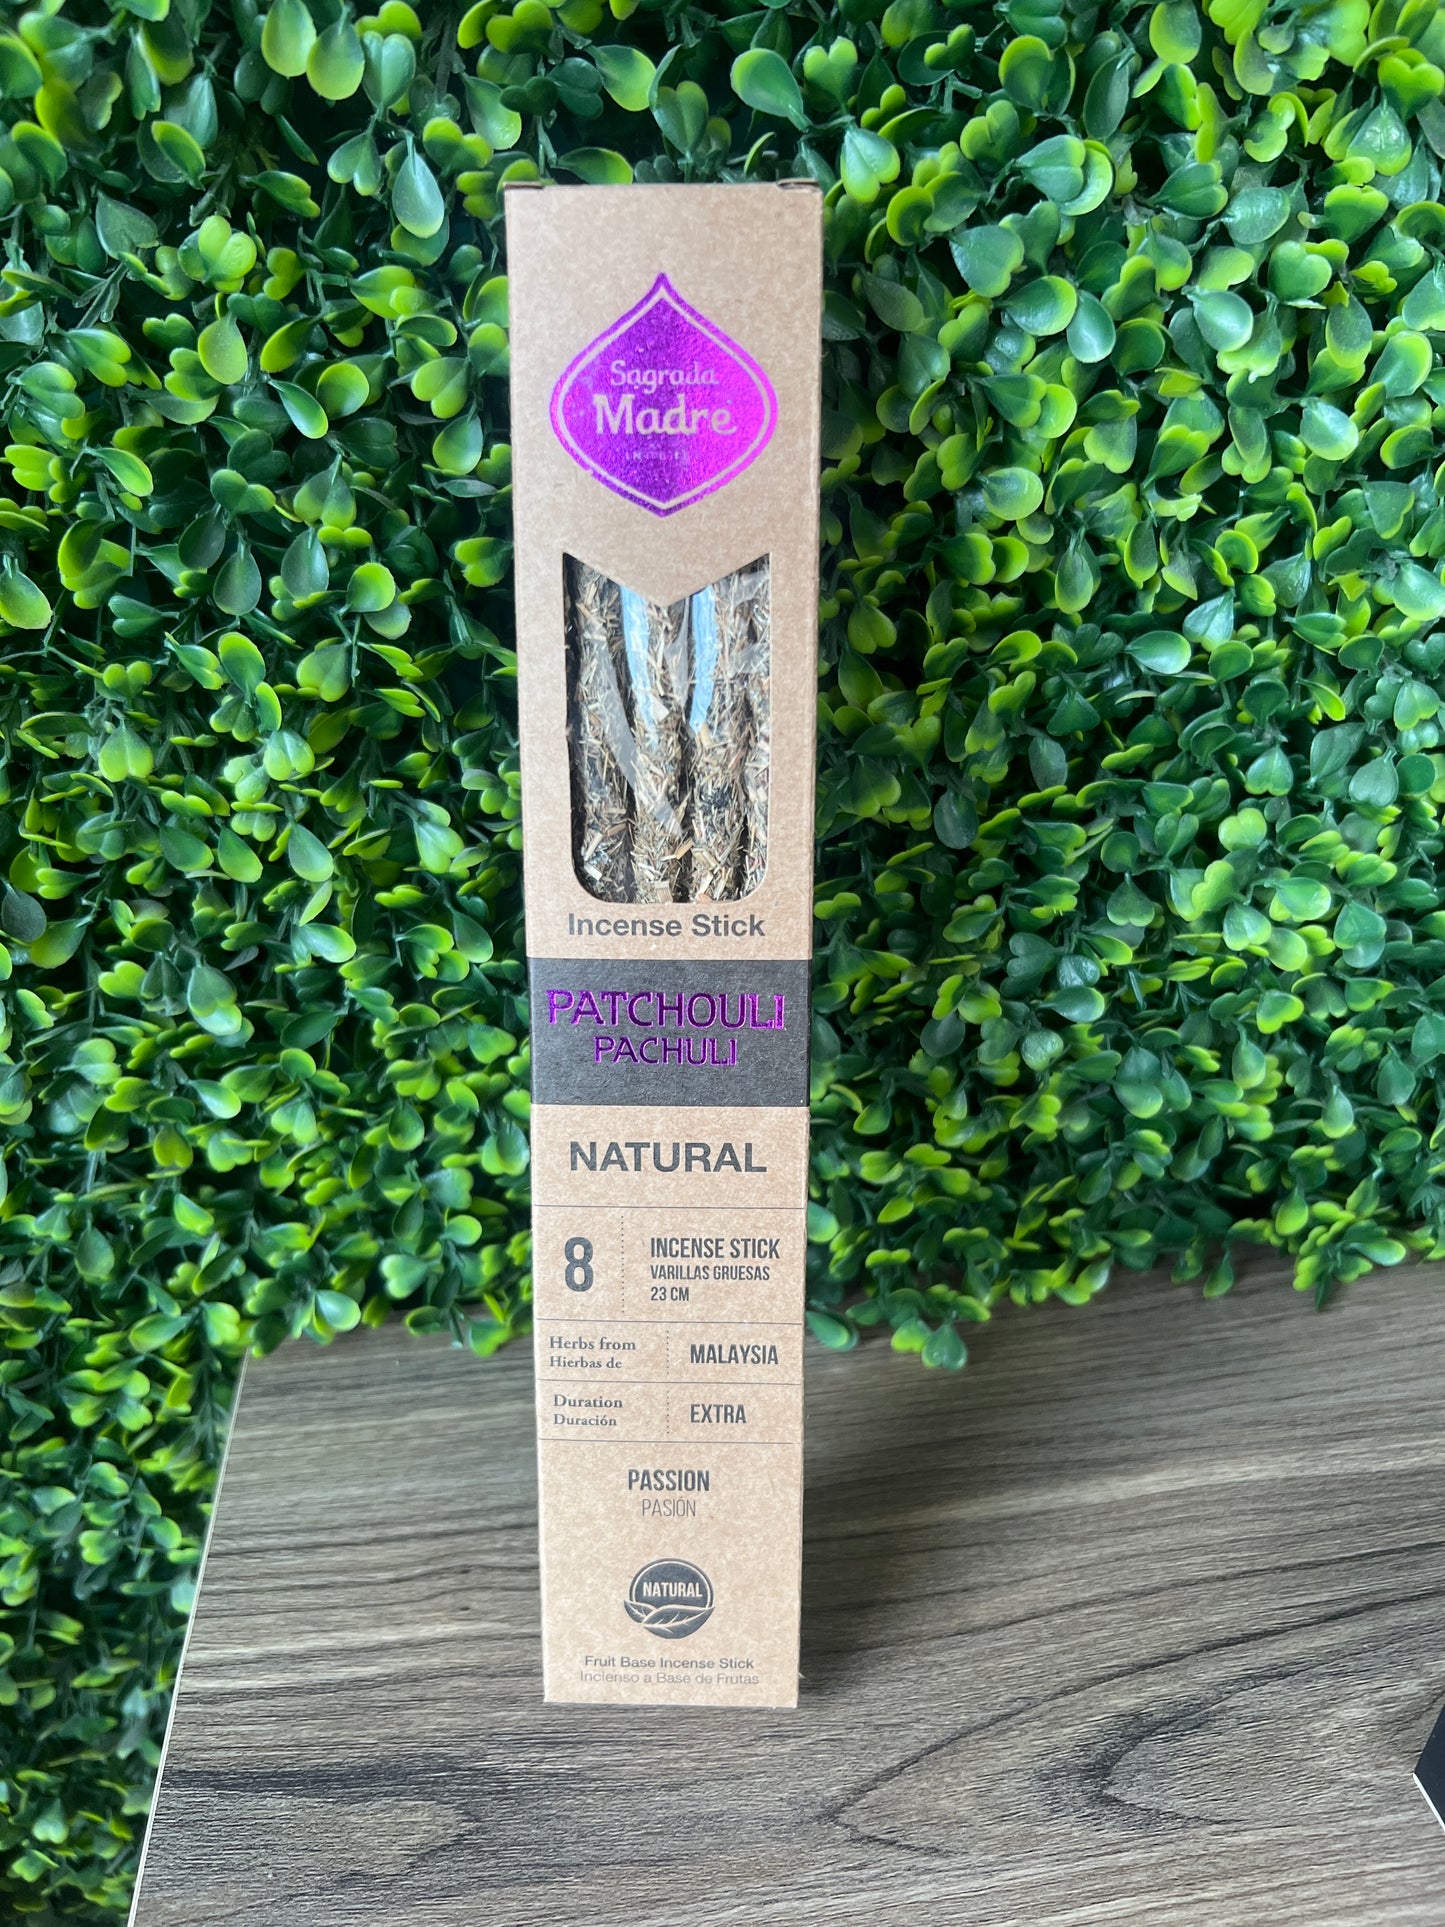 Sagrada
Madre
Incense Stick
PATCHOULI
PACHULI
NATURAL
8
INCENSE STICK
VARILLAS GRUESAS
23 CM
Herbs from
Hierbas de
MALAYSIA
Duration
Duración
EXTRA
PASSION
PASIÓN
NATURAL
Fruit Base Incense Stick
Incienso a Base de Frutas